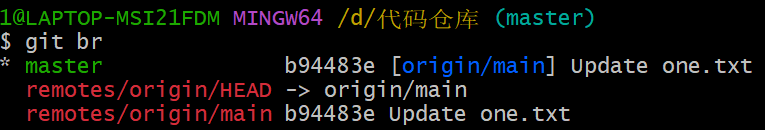 1@LAPTOP-MSI21FDM MINGW64 /d/代码仓库 (master)
$ git br
* master                b94483e [origin/main] Update one.txt
  remotes/origin/HEAD -> origin/main
  remotes/origin/main b94483e Update one.txt